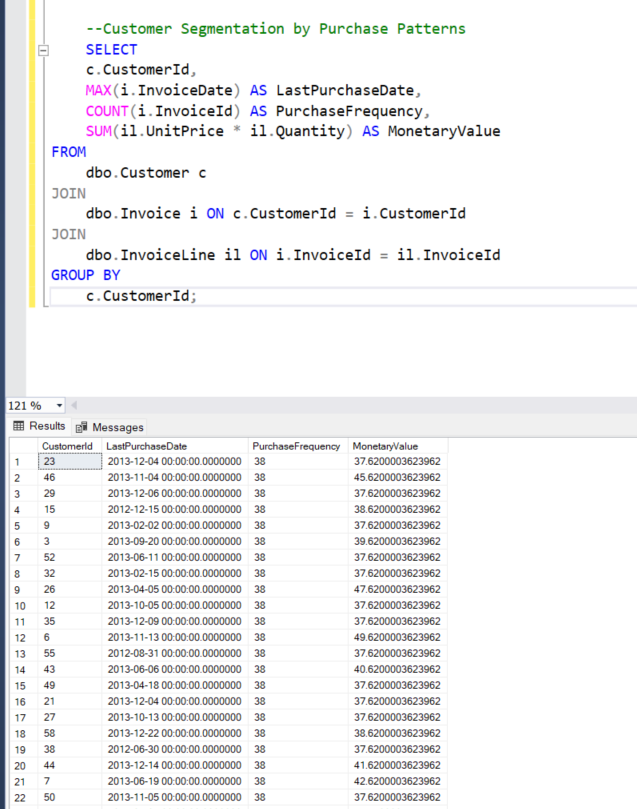 --Customer Segmentation by Purchase Patterns
SELECT
c.CustomerId,
MAX(i.InvoiceDate) AS LastPurchaseDate,
COUNT(i.InvoiceId) AS PurchaseFrequency,
SUM(il.UnitPrice * il.Quantity) AS MonetaryValue
FROM
dbo.Customer c
JOIN
dbo.Invoice i ON c.CustomerId = i.CustomerId
JOIN
dbo.InvoiceLine il ON i.InvoiceId = il.InvoiceId
GROUP BY
c.CustomerId;
121 %
Results Messages
CustomerId LastPurchaseDate PurchaseFrequency MonetaryValue
1 23 2013-12-04 00:00:00.0000000 38 37.6200003623962
2 46 2013-11-04 00:00:00.0000000 38 45.6200003623962
3 29 2013-12-06 00:00:00.0000000 38 37.6200003623962
4 15 2012-12-15 00:00:00.0000000 38 38.6200003623962
5 9 2013-02-02 00:00:00.0000000 38 37.6200003623962
6 3 2013-09-20 00:00:00.0000000 38 39.6200003623962
7 52 2013-06-11 00:00:00.0000000 38 37.6200003623962
8 32 2013-02-15 00:00:00.0000000 38 37.6200003623962
9 26 2013-04-05 00:00:00.0000000 38 47.6200003623962
10 12 2013-10-05 00:00:00.0000000 38 37.6200003623962
11 35 2013-12-09 00:00:00.0000000 38 37.6200003623962
12 6 2013-11-13 00:00:00.0000000 38 49.6200003623962
13 55 2012-08-31 00:00:00.0000000 38 37.6200003623962
14 43 2013-06-06 00:00:00.0000000 38 40.6200003623962
15 49 2013-04-18 00:00:00.0000000 38 37.6200003623962
16 21 2013-12-04 00:00:00.0000000 38 37.6200003623962
17 27 2013-10-13 00:00:00.0000000 38 37.6200003623962
18 58 2013-12-22 00:00:00.0000000 38 38.6200003623962
19 38 2012-06-30 00:00:00.0000000 38 37.6200003623962
20 44 2013-12-14 00:00:00.0000000 38 41.6200003623962
21 7 2013-06-19 00:00:00.0000000 38 42.6200003623962
22 50 2013-11-05 00:00:00.0000000 38 37.6200003623962